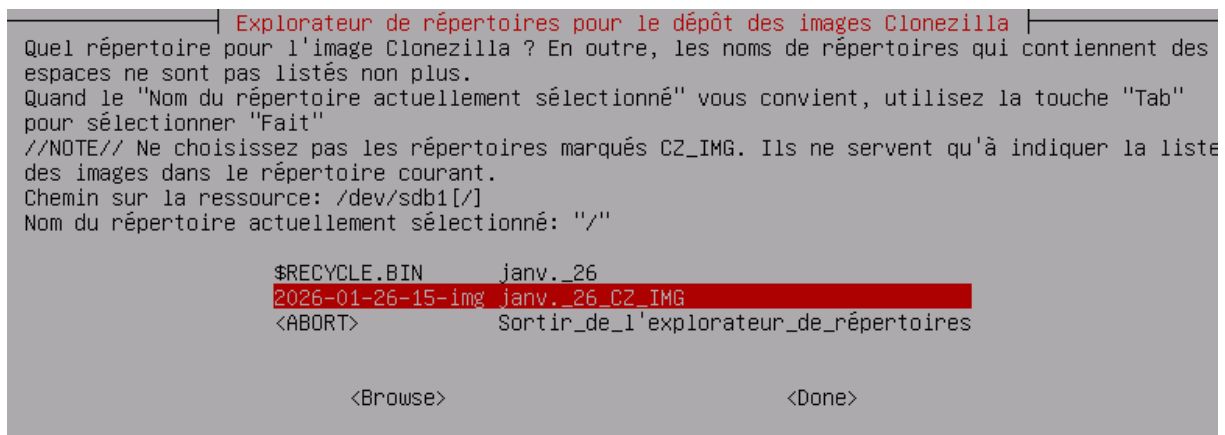 Explorateur de répertoires pour le dépôt des images Clonezilla
Quel répertoire pour l'image Clonezilla ? En outre, les noms de répertoires qui contiennent des
espaces ne sont pas listés non plus.
Quand le "Nom du répertoire actuellement sélectionné" vous convient, utilisez la touche "Tab"
pour sélectionner "Fait"
//NOTE// Ne choisissez pas les répertoires marqués CZ_IMG. Ils ne servent qu'à indiquer la liste
des images dans le répertoire courant.
Chemin sur la ressource: /dev/sdb1[/]
Nom du répertoire actuellement sélectionné: "/"
$RECYCLE.BIN janv._26
2026-01-26-15-img janv._26_CZ_IMG
<ABORT> Sortir_de_l'explorateur_de_répertoires
<Browse> <Done>